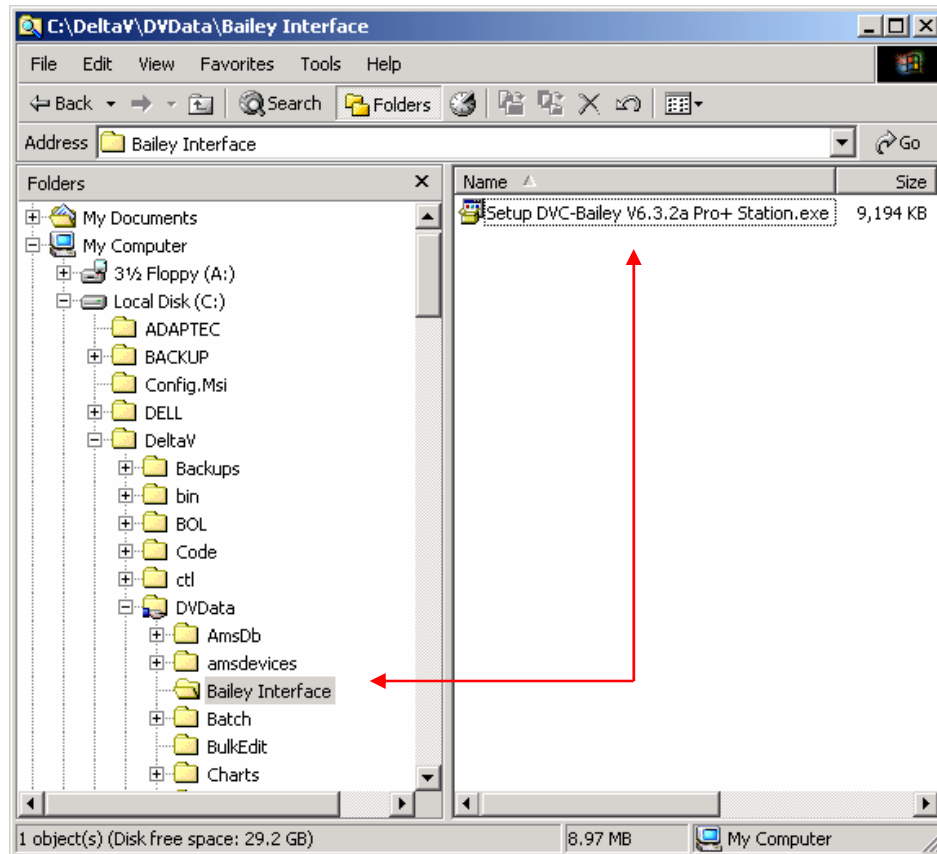 C:\DeltaV\DVData\Bailey Interface
File Edit View Favorites Tools Help
Back Search Folders
Address Bailey Interface Go
Folders
Name Size
My Documents
My Computer
3½ Floppy (A:)
Local Disk (C:)
ADAPTEC
BACKUP
Config.Msi
DELL
DeltaV
Backups
bin
BOL
Code
ctl
DVData
AmsDb
amsdevices
Bailey Interface
Batch
BulkEdit
Charts
Setup DVC-Bailey V6.3.2a Pro+ Station.exe 9,194 KB
1 object(s) (Disk free space: 29.2 GB) 8.97 MB My Computer